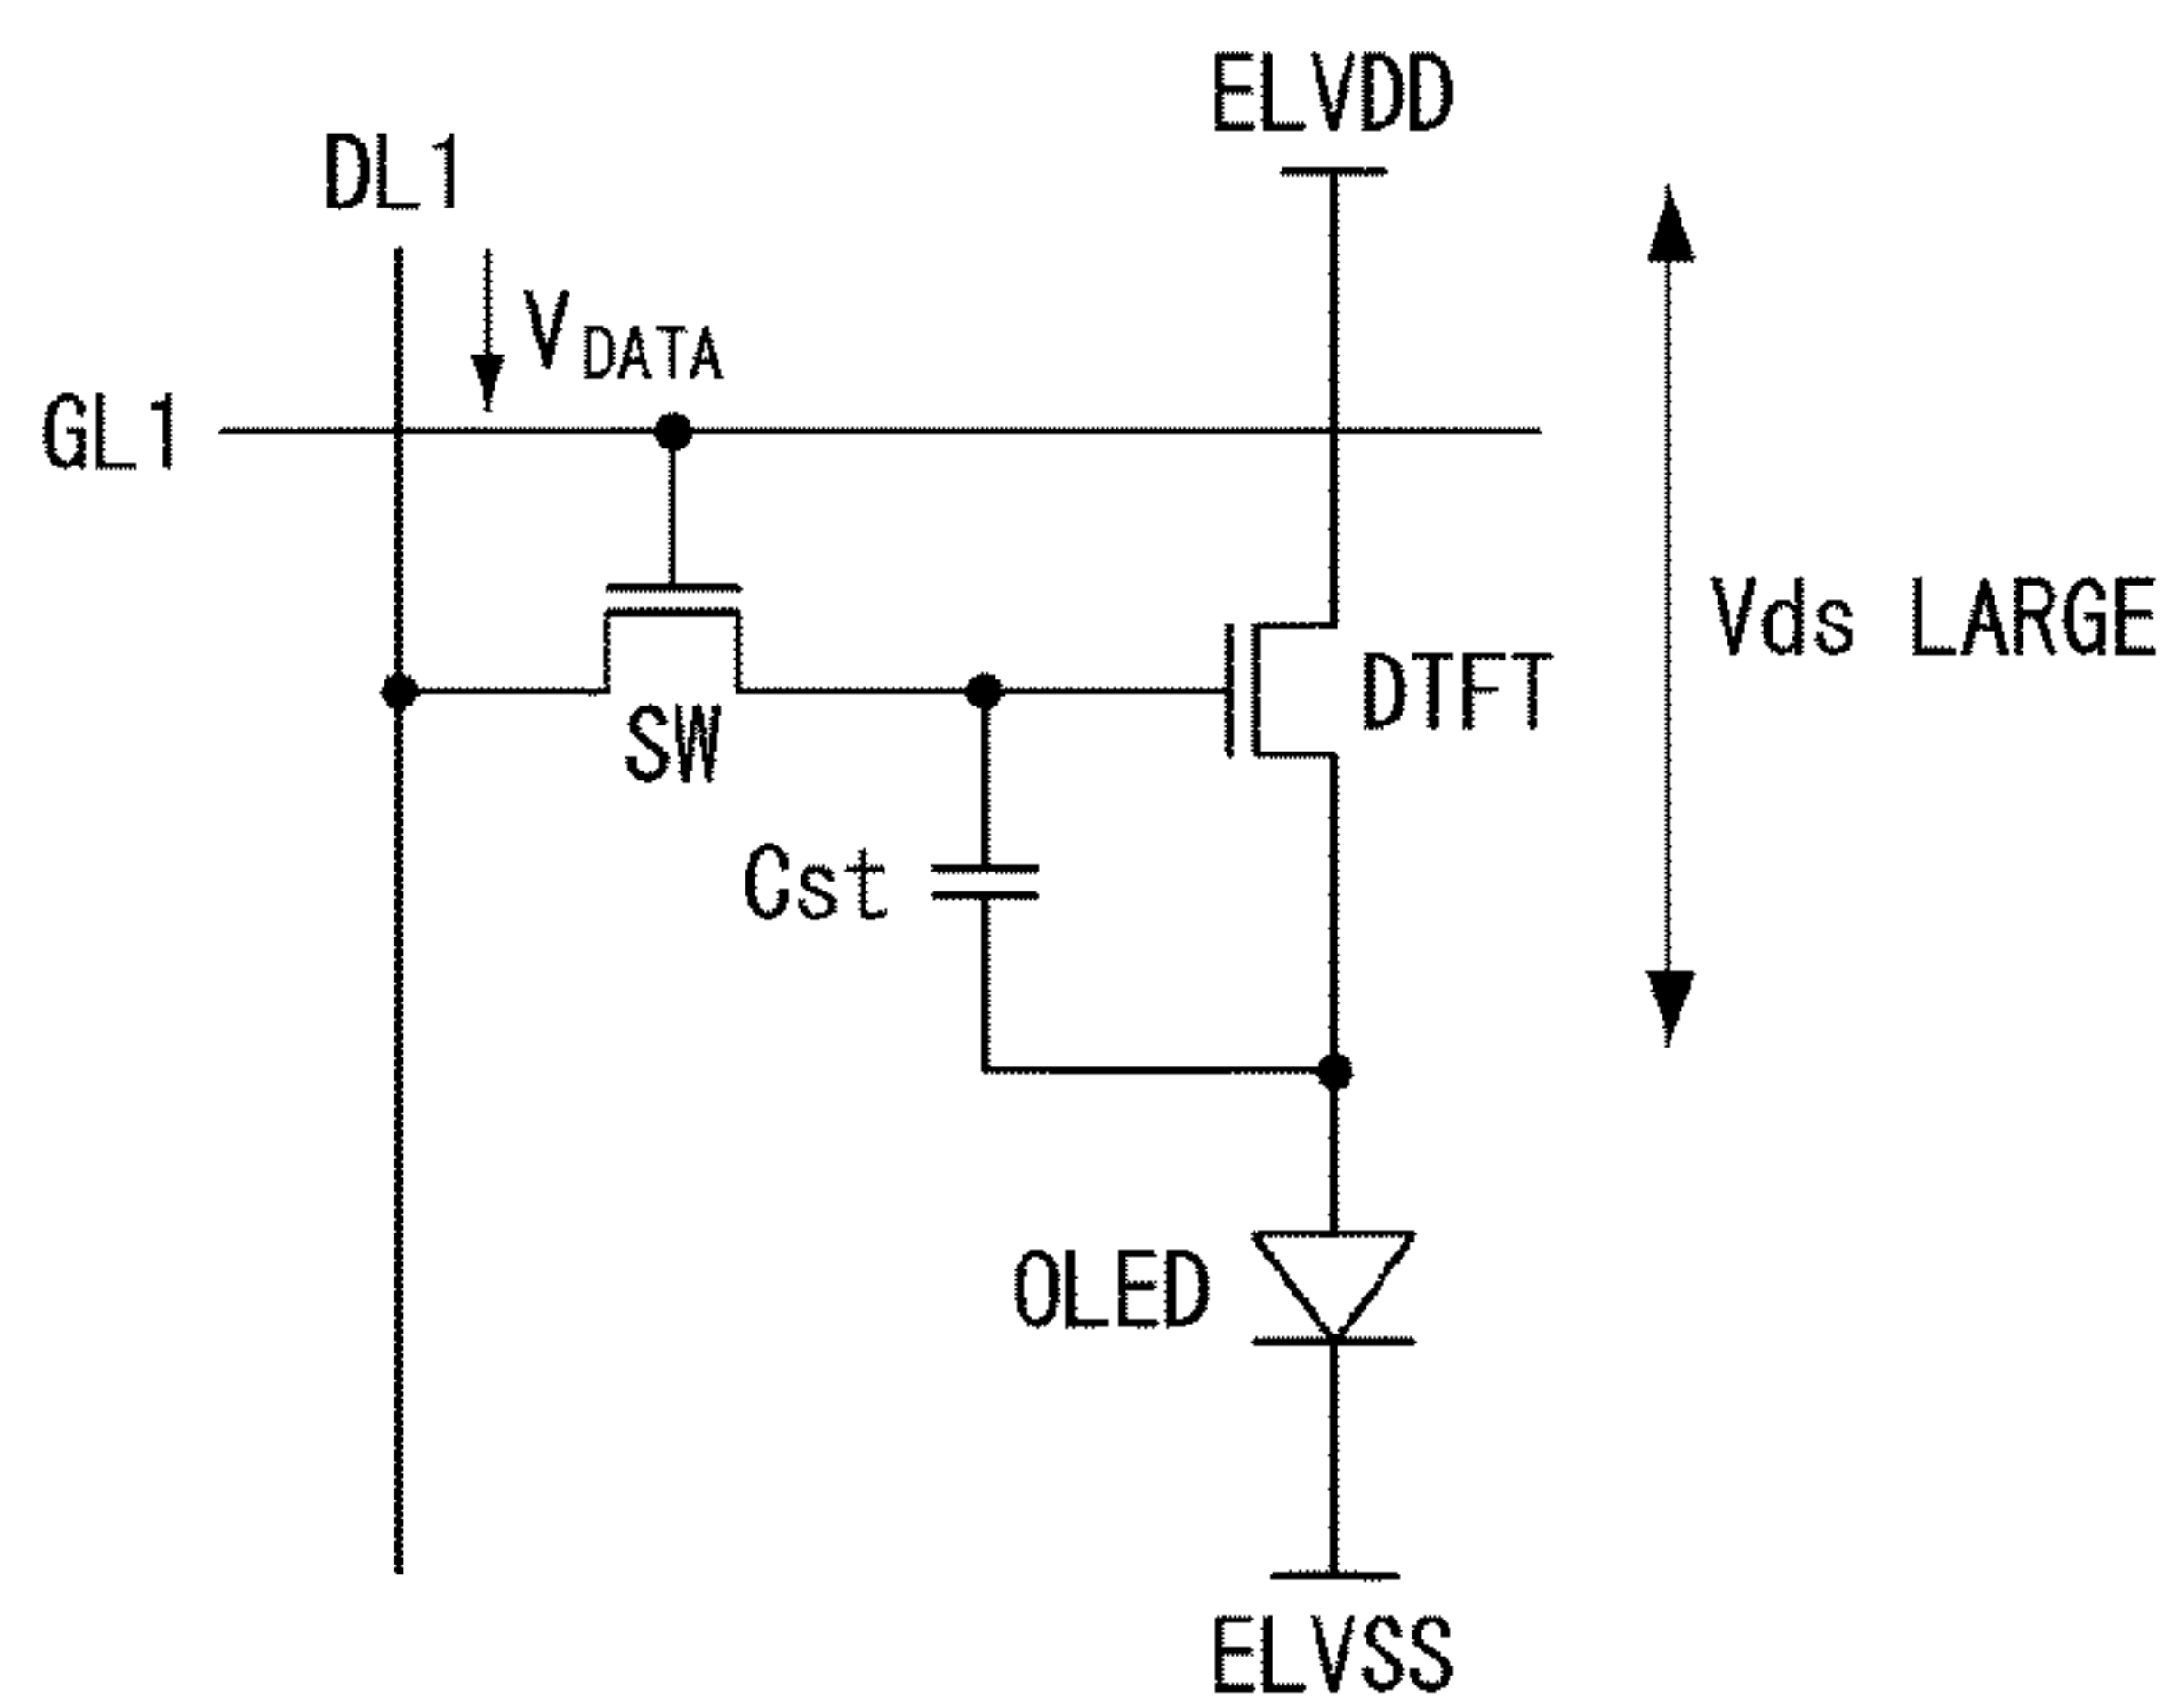 ELVDD
DL1
VDATA
GL1
Vds LARGE
DTFT
SW
Cst
OLED
ELVSS